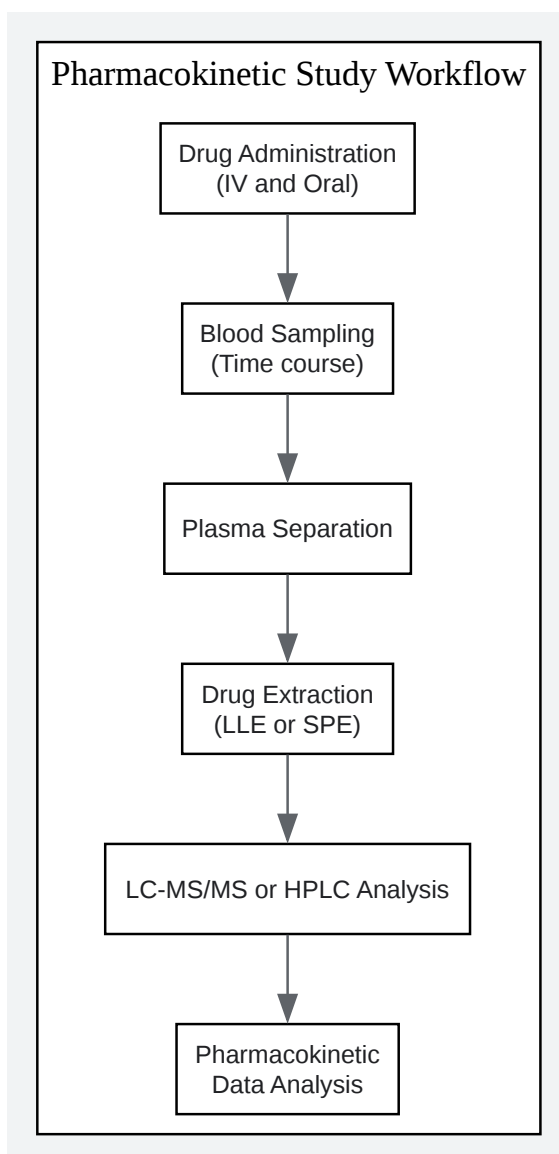 Pharmacokinetic Study Workflow
Drug Administration
(IV and Oral)
Blood Sampling
(Time course)
Plasma Separation
Drug Extraction
(LLE or SPE)
LC-MS/MS or HPLC Analysis
Pharmacokinetic
Data Analysis